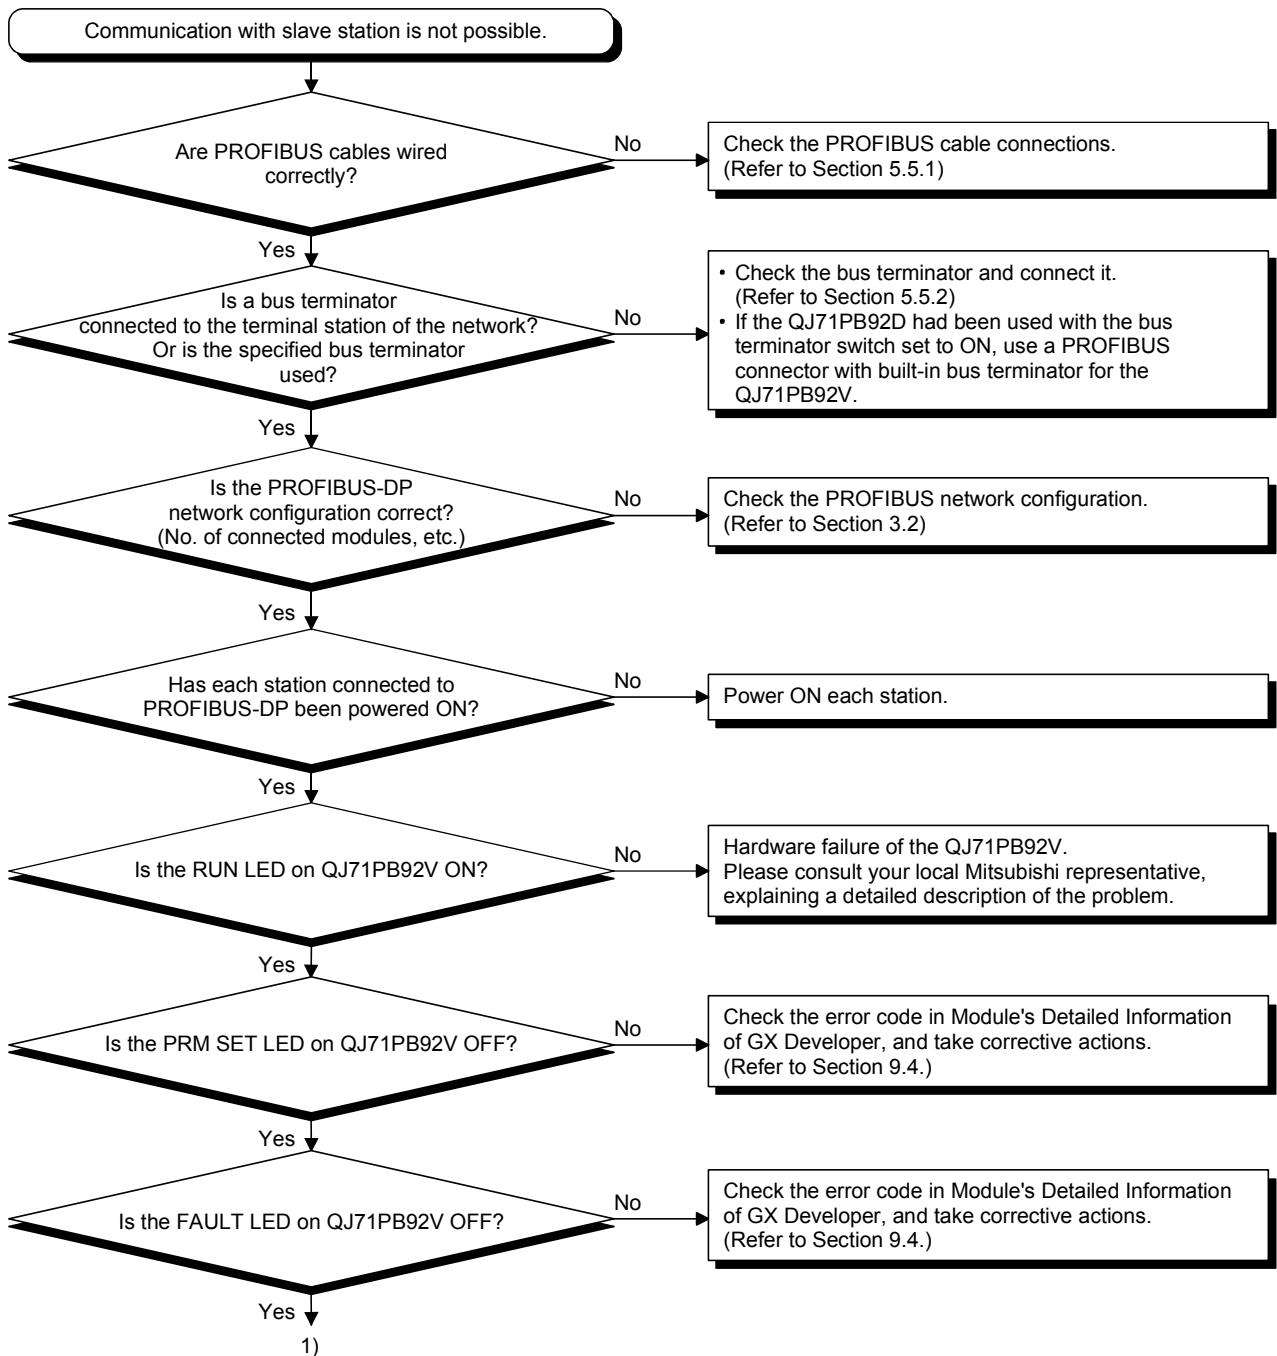 Communication with slave station is not possible.
Are PROFIBUS cables wired
correctly?
No
Check the PROFIBUS cable connections.
(Refer to Section 5.5.1)
Yes
Is a bus terminator
connected to the terminal station of the network?
Or is the specified bus terminator
used?
No
• Check the bus terminator and connect it.
(Refer to Section 5.5.2)
• If the QJ71PB92D had been used with the bus
terminator switch set to ON, use a PROFIBUS
connector with built-in bus terminator for the
QJ71PB92V.
Yes
Is the PROFIBUS-DP
network configuration correct?
(No. of connected modules, etc.)
No
Check the PROFIBUS network configuration.
(Refer to Section 3.2)
Yes
Has each station connected to
PROFIBUS-DP been powered ON?
No
Power ON each station.
Yes
Is the RUN LED on QJ71PB92V ON?
No
Hardware failure of the QJ71PB92V.
Please consult your local Mitsubishi representative,
explaining a detailed description of the problem.
Yes
Is the PRM SET LED on QJ71PB92V OFF?
No
Check the error code in Module's Detailed Information
of GX Developer, and take corrective actions.
(Refer to Section 9.4.)
Yes
Is the FAULT LED on QJ71PB92V OFF?
No
Check the error code in Module's Detailed Information
of GX Developer, and take corrective actions.
(Refer to Section 9.4.)
Yes
1)